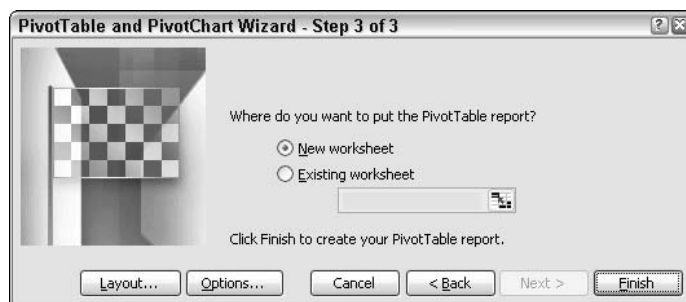 PivotTable and PivotChart Wizard - Step 3 of 3
Where do you want to put the PivotTable report?
New worksheet
Existing worksheet
Click Finish to create your PivotTable report.
Layout... Options... Cancel < Back Next > Finish